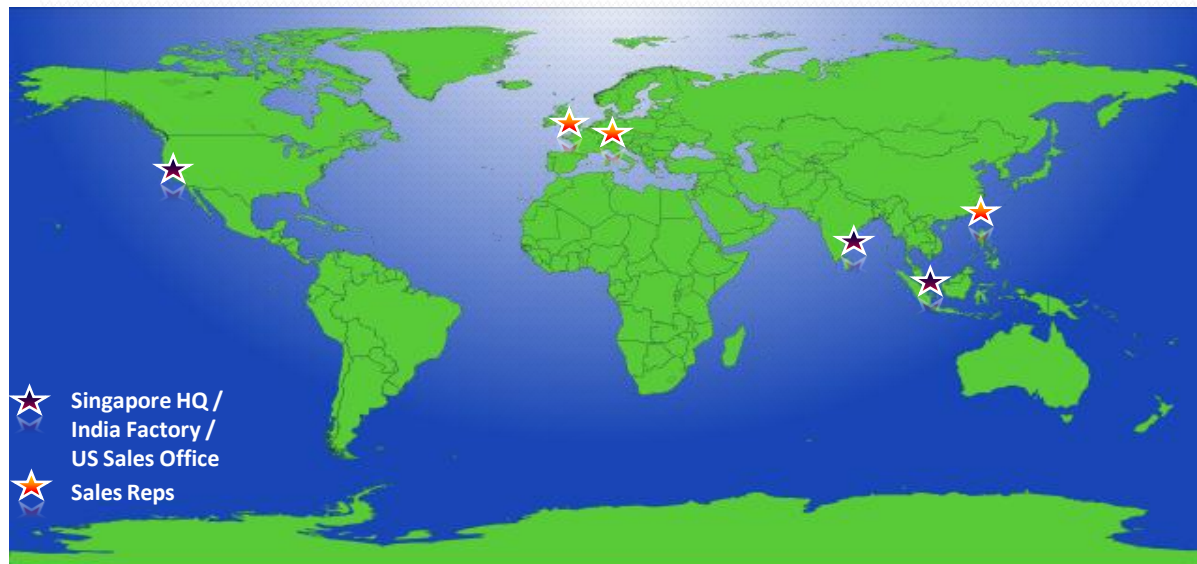 Singapore HQ /
India Factory /
US Sales Office
Sales Reps